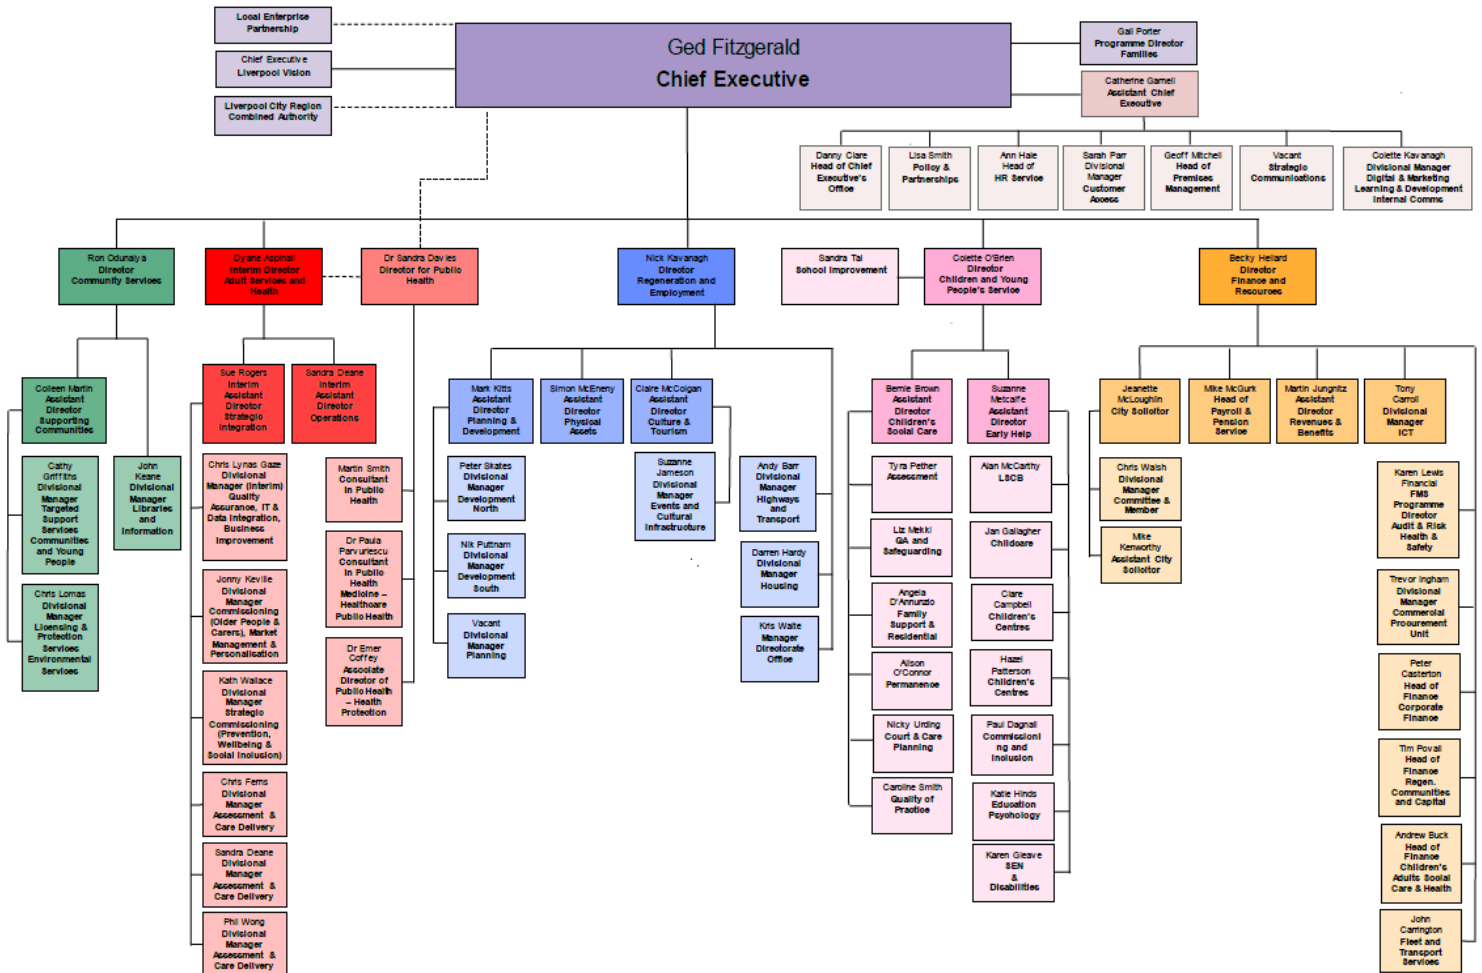 Local Enterprise
Partnership
Chief Executive
Liverpool Vision
Liverpool City Region
Combined Authority
Ged Fitzgerald
Chief Executive
Gail Porter
Programme Director
Families
Catherine Garnell
Assistant Chief
Executive
Danny Clare
Head of Chief
Executive's
Office
Lisa Smith
Policy &
Partnerships
Ann Hale
Head of
HR Service
Sarah Parr
Divisional
Manager
Customer
Access
Geoff Mitchell
Head of
Premises
Management
Vacant
Strategic
Communications
Colette Kavanagh
Divisional Manager
Digital & Marketing
Learning & Development
Internal Comms
Ron Odunaiya
Director
Community Services
Dyane Aspinall
Interim Director
Adult Services and
Health
Dr Sandra Davies
Director for Public
Health
Nick Kavanagh
Director
Regeneration and
Employment
Sandra Tai
School Improvement
Colette O'Brien
Director
Children and Young
People's Service
Becky Hellard
Director
Finance and
Resources
Coleen Martin
Assistant
Director
Supporting
Communities
Cathy
Griffiths
Divisional
Manager
Targeted
Support
Services
Communities
and Young
People
Chris Lomas
Divisional
Manager
Licensing &
Protection
Services
Environmental
Services
John
Keane
Divisional
Manager
Libraries
and
Information
Sue Rogers
Interim
Assistant
Director
Strategic
Integration
Sandra Deane
Interim
Assistant
Director
Operations
Chris Lynas Gaze
Divisional
Manager (Interim)
Quality
Assurance, IT &
Data Integration,
Business
Improvement
Jonny Keville
Divisional
Manager
Commissioning
(Older People &
Carers), Market
Management &
Personalisation
Kath Wallace
Divisional
Manager
Strategic
Commissioning
(Prevention,
Wellbeing &
Social Inclusion)
Chris Ferns
Divisional
Manager
Assessment &
Care Delivery
Sandra Deane
Divisional
Manager
Assessment &
Care Delivery
Phil Wong
Divisional
Manager
Assessment &
Care Delivery
Martin Smith
Consultant
in Public
Health
Dr Paula
Parvurlescu
Consultant
in Public
Health
Medicine –
Healthcare
Public Health
Dr Emer
Coffey
Associate
Director of
Public Health
– Health
Protection
Mark Kitts
Assistant
Director
Planning &
Development
Simon McEneny
Assistant
Director
Physical
Assets
Claire McColgan
Assistant
Director
Culture &
Tourism
Peter Skates
Divisional
Manager
Development
North
Nik Puttnam
Divisional
Manager
Development
South
Vacant
Divisional
Manager
Planning
Suzanne
Jameson
Divisional
Manager
Events and
Cultural
Infrastructure
Andy Barr
Divisional
Manager
Highways
and
Transport
Darren Hardy
Divisional
Manager
Housing
Kris Waite
Manager
Directorate
Office
Bernie Brown
Assistant
Director
Children's
Social Care
Tyra Pether
Assessment
Liz Mekki
QA and
Safeguarding
Angela
D'Annunzio
Family
Support &
Residential
Alison
O'Connor
Permanence
Nicky Urding
Court & Care
Planning
Caroline Smith
Quality of
Practice
Suzanne
Metcalfe
Assistant
Director
Early Help
Alan McCarthy
LSCB
Jan Gallagher
Childcare
Clare
Campbell
Children's
Centres
Hazel
Patterson
Children's
Centres
Paul Dagnall
Commissioni
ng and
Inclusion
Katie Hinds
Education
Psychology
Karen Gleave
SEN
&
Disabilities
Jeanette
McLoughlin
City Solicitor
Mike McGurk
Head of
Payroll &
Pension
Service
Martin Jungnitz
Assistant
Director
Revenues &
Benefits
Tony
Carroll
Divisional
Manager
ICT
Chris Walsh
Divisional
Manager
Committee &
Member
Mike
Kenworthy
Assistant City
Solicitor
Karen Lewis
Financial
FMS
Programme
Director
Audit & Risk
Health &
Safety
Trevor Ingham
Divisional
Manager
Commercial
Procurement
Unit
Peter
Casterton
Head of
Finance
Corporate
Finance
Tim Povall
Head of
Finance
Regen.
Communities
and Capital
Andrew Buck
Head of
Finance
Children's
Adults Social
Care & Health
John
Carrington
Fleet and
Transport
Services